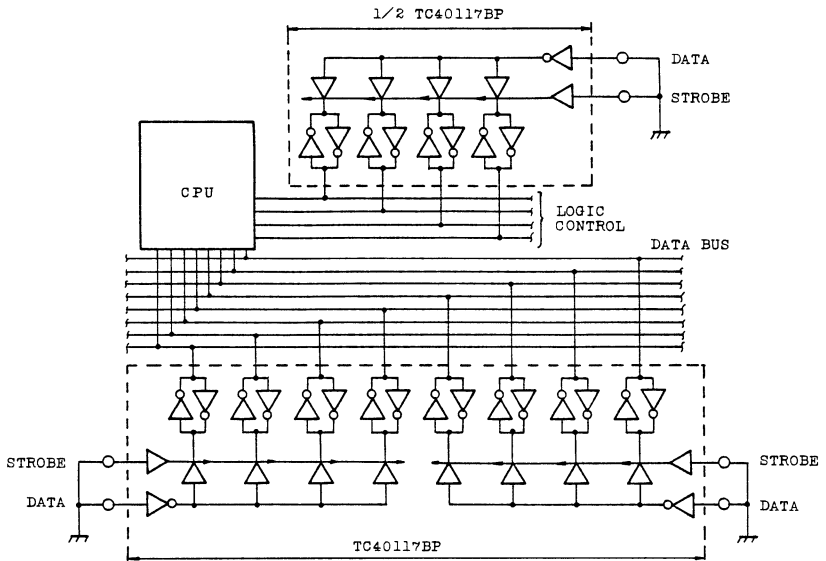 1/2 TC40117BP
DATA
STROBE
CPU
LOGIC
CONTROL
DATA BUS
STROBE
STROBE
DATA
DATA
TC40117BP